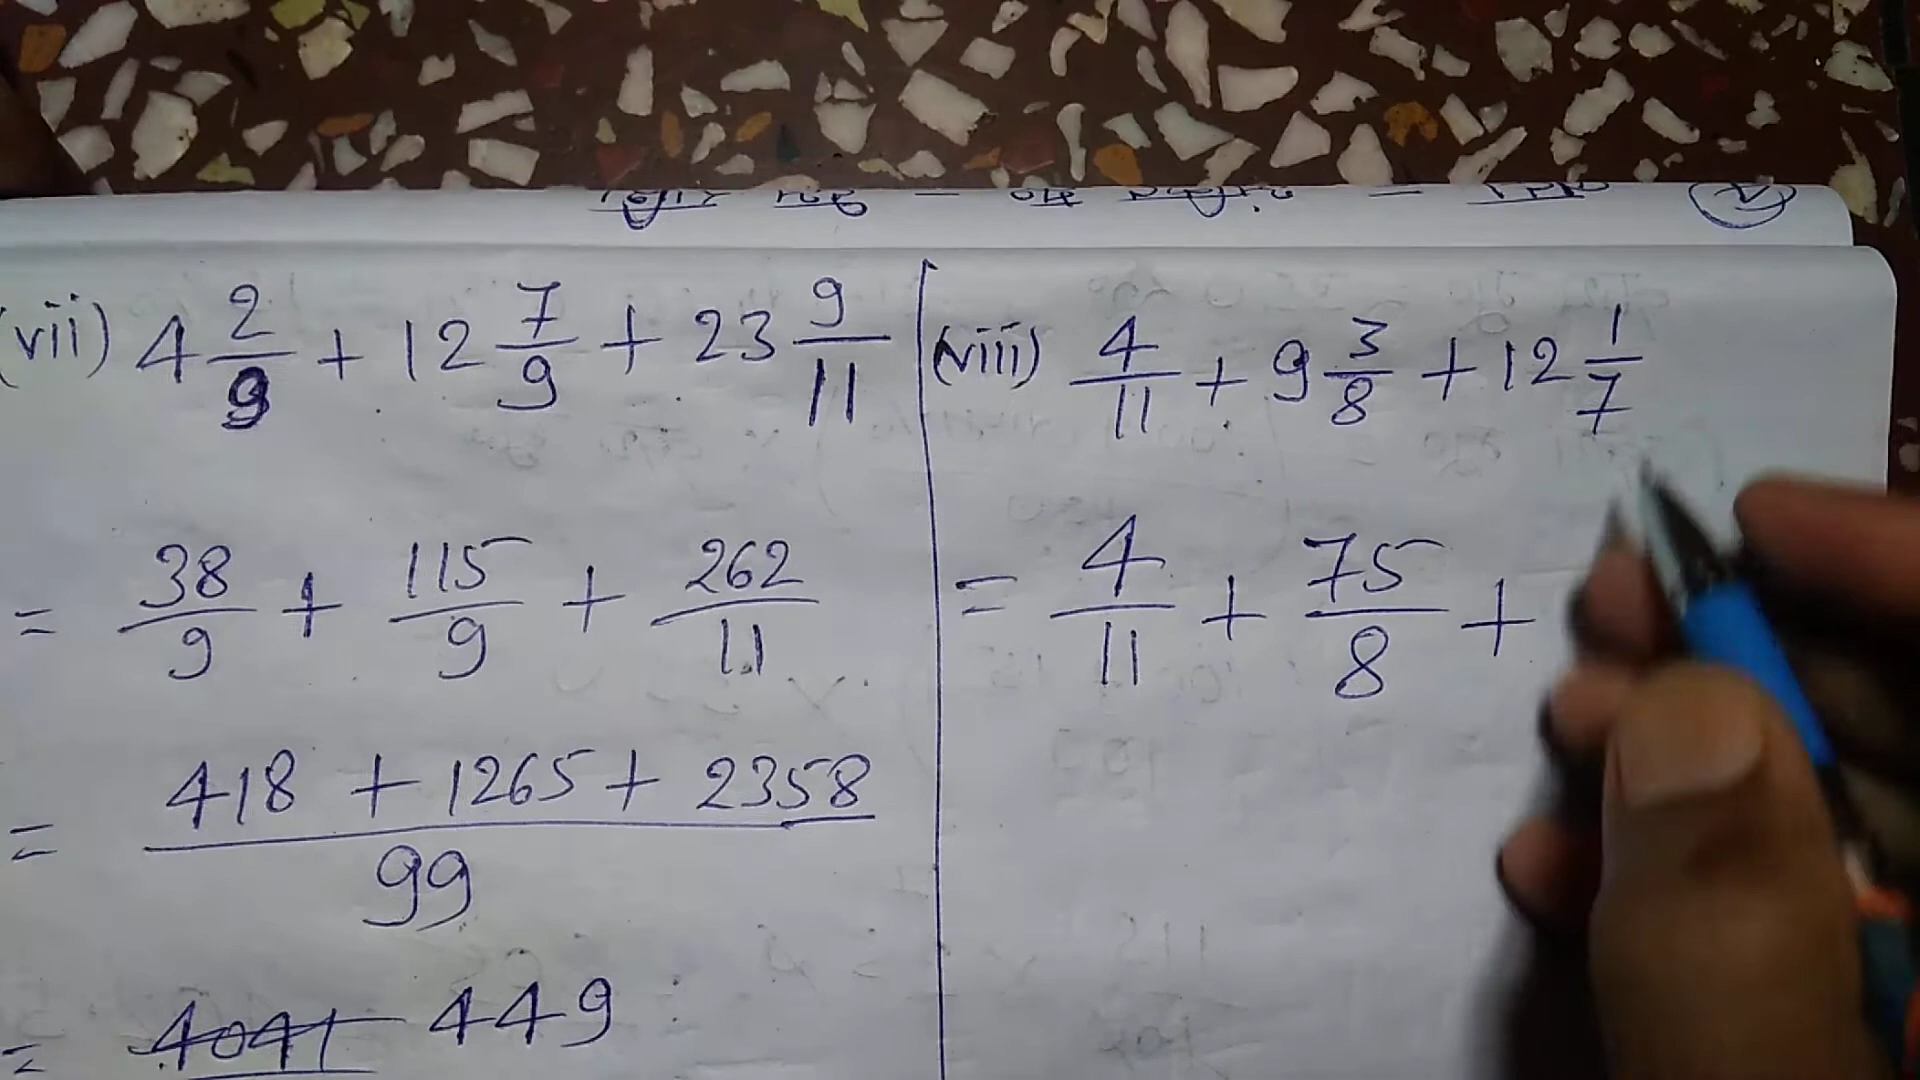 (vii) 4 2/9 + 12 7/9 + 23 9/11
= 38/9 + 115/9 + 262/11
= 418 + 1265 + 2358 / 99
= 4041 449
(viii) 4/11 + 9 3/8 + 12 1/7
= 4/11 + 75/8 +